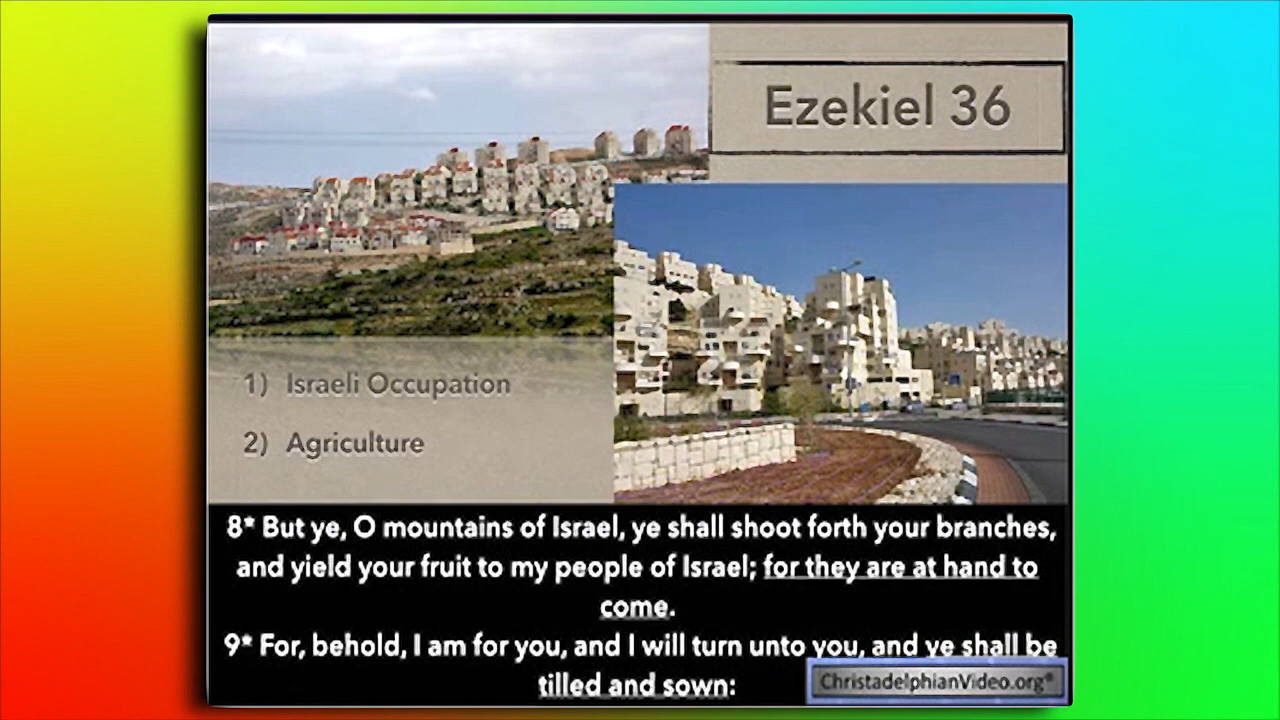 Ezekiel 36
1) Israeli Occupation
2) Agriculture
8* But ye, O mountains of Israel, ye shall shoot forth your branches,
and yield your fruit to my people of Israel; for they are at hand to
come.
9* For, behold, I am for you, and I will turn unto you, and ye shall be
tilled and sown:
ChristadelphianVideo.org*